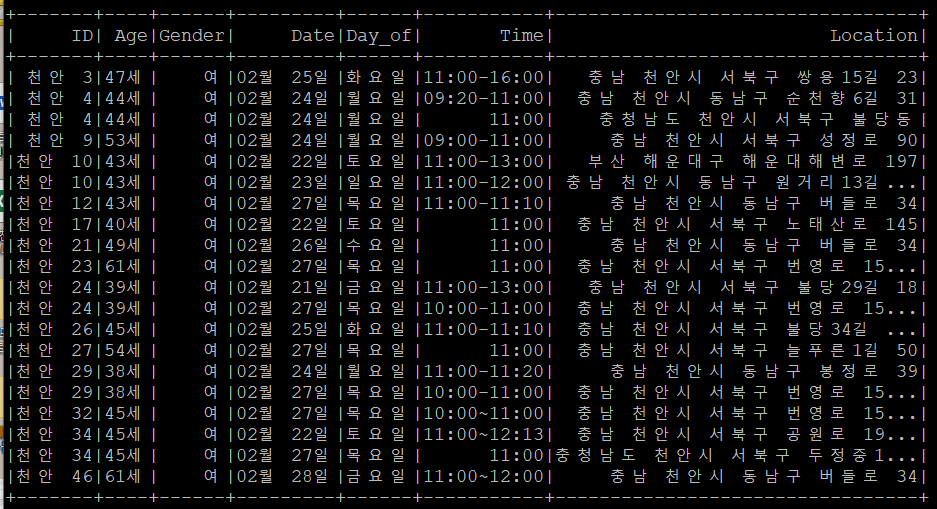 +-------+----+------+---------+------+-----------+----------------------------------+
|     ID| Age|Gender|     Date|Day_of|       Time|                          Location|
+-------+----+------+---------+------+-----------+----------------------------------+
| 천안 3|47세| 여|02월 25일|화요일|11:00-16:00| 충남 천안시 서북구 쌍용15길 23|
| 천안 4|44세| 여|02월 24일|월요일|09:20-11:00| 충남 천안시 동남구 순천향6길 31|
| 천안 4|44세| 여|02월 24일|월요일| 11:00| 충청남도 천안시 서북구 불당동|
| 천안 9|53세| 여|02월 24일|월요일|09:00-11:00| 충남 천안시 서북구 성정로 90|
|천안 10|43세| 여|02월 22일|토요일|11:00-13:00| 부산 해운대구 해운대해변로 197|
|천안 10|43세| 여|02월 23일|일요일|11:00-12:00| 충남 천안시 동남구 원거리13길 ...|
|천안 12|43세| 여|02월 27일|목요일|11:00-11:10| 충남 천안시 동남구 버들로 34|
|천안 17|40세| 여|02월 22일|토요일| 11:00| 충남 천안시 서북구 노태산로 145|
|천안 21|49세| 여|02월 26일|수요일| 11:00| 충남 천안시 동남구 버들로 34|
|천안 23|61세| 여|02월 27일|목요일| 11:00| 충남 천안시 서북구 번영로 15...|
|천안 24|39세| 여|02월 21일|금요일|11:00-13:00| 충남 천안시 서북구 불당29길 18|
|천안 24|39세| 여|02월 27일|목요일|10:00-11:00| 충남 천안시 서북구 번영로 15...|
|천안 26|45세| 여|02월 25일|화요일|11:00-11:10| 충남 천안시 서북구 불당34길 ...|
|천안 27|54세| 여|02월 27일|목요일| 11:00| 충남 천안시 서북구 늘푸른1길 50|
|천안 29|38세| 여|02월 24일|월요일|11:00-11:20| 충남 천안시 동남구 봉정로 39|
|천안 29|38세| 여|02월 27일|목요일|10:00-11:00| 충남 천안시 서북구 번영로 15...|
|천안 32|45세| 여|02월 27일|목요일|10:00~11:00| 충남 천안시 서북구 번영로 15...|
|천안 34|45세| 여|02월 22일|토요일|11:00~12:13| 충남 천안시 서북구 공원로 19...|
|천안 34|45세| 여|02월 27일|목요일| 11:00|충청남도 천안시 서북구 두정중1...|
|천안 46|61세| 여|02월 28일|금요일|11:00-12:00| 충남 천안시 동남구 버들로 34|
+-------+----+------+---------+------+-----------+----------------------------------+